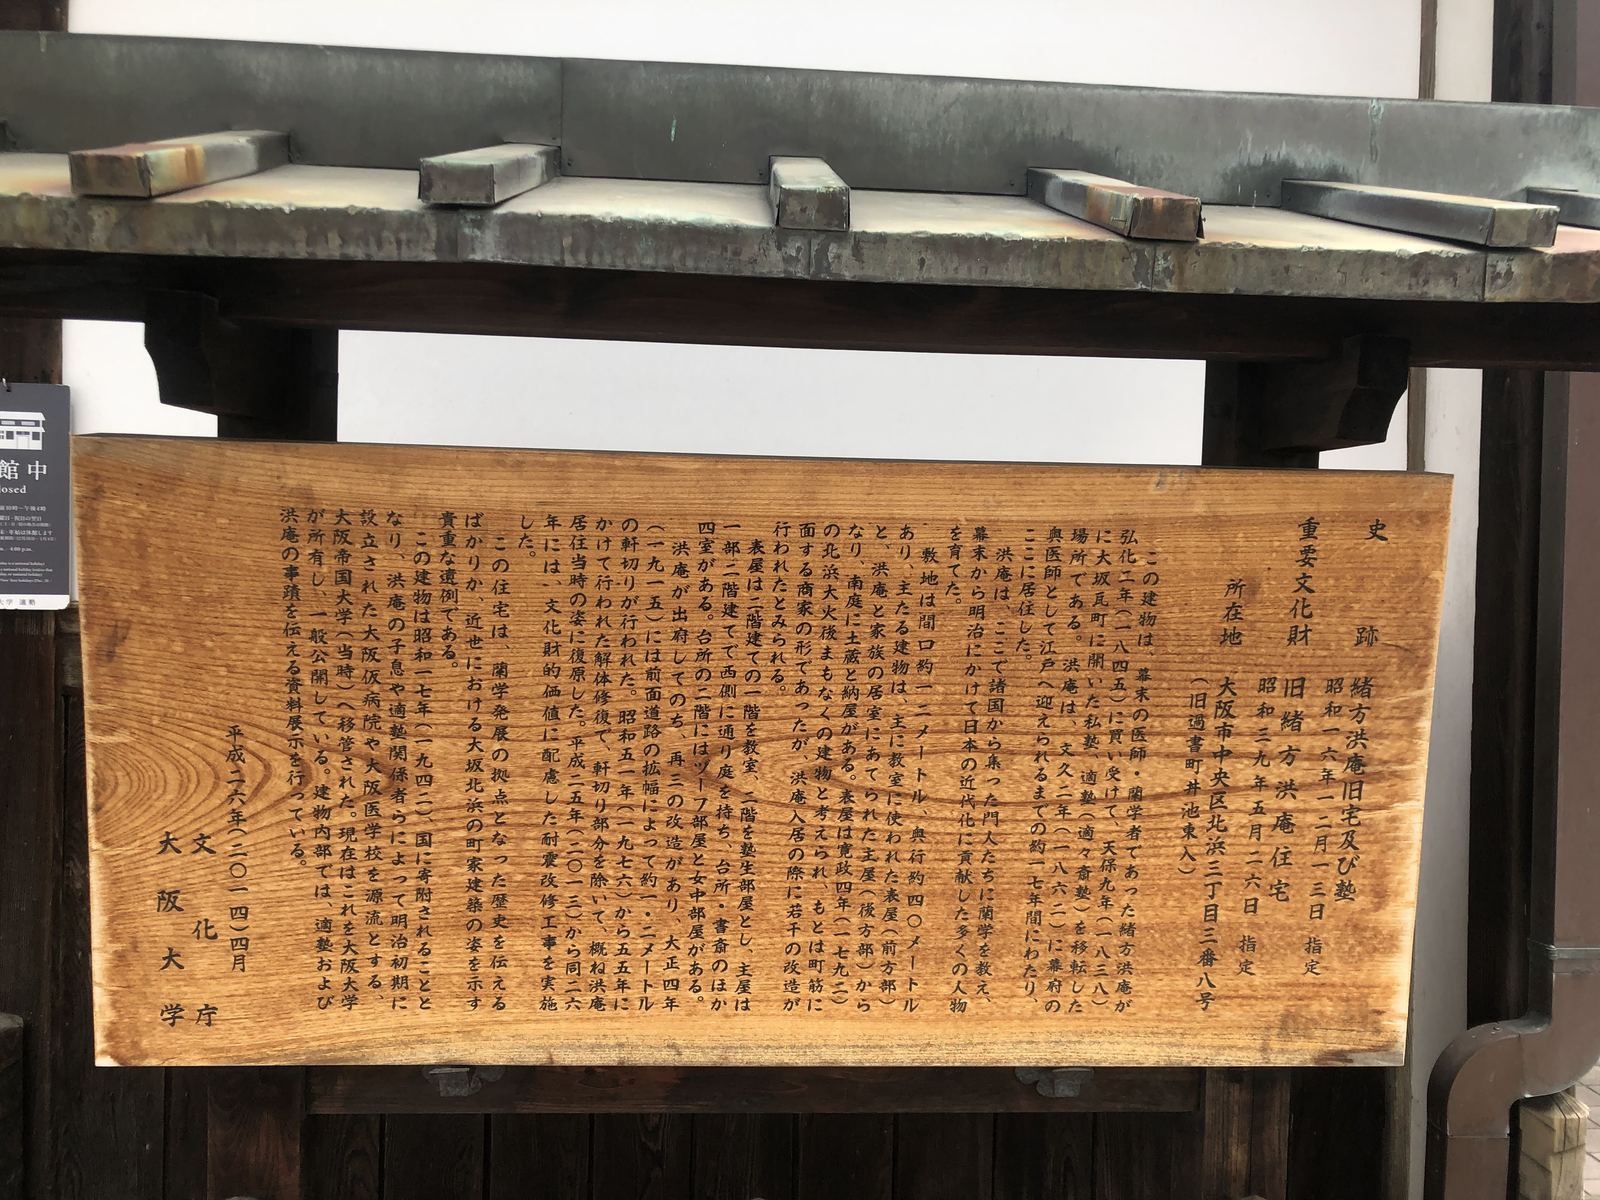 史跡 緒方洪庵旧宅及び塾
昭和一六年一二月一三日 指定
重要文化財 旧緒方洪庵住宅
昭和三九年五月二六日 指定
所在地 大阪市中央区北浜三丁目三番八号
(旧過書町井池東入)
この建物は、幕末の医師・蘭学者であった緒方洪庵が
弘化二年(一八四五)に買い受けて、天保九年(一八三八)
に大坂瓦町に開いた私塾、適塾(適々斎塾)を移転した
場所である。洪庵は、文久二年(一八六二)に幕府の
奥医師として江戸へ迎えられるまでの約一七年間にわたり、
ここに居住した。
洪庵は、ここで諸国から集った門人たちに蘭学を教え、
幕末から明治にかけて日本の近代化に貢献した多くの人物
を育てた。
敷地は間口約一二メートル、奥行約四〇メートル
あり、主たる建物は、主に教室に使われた表屋(前方部)
と、洪庵と家族の居室にあてられた主屋(後方部)から
なり、南庭に土蔵と納屋がある。表屋は寛政四年(一七九二)
の北浜大火後まもなくの建物と考えられ、もとは町筋に
面する商家の形であったが、洪庵入居の際に若干の改造が
行われたとみられる。
表屋は二階建ての一階を教室、二階を塾生部屋とし、主屋は
一部二階建てで西側に通り庭を持ち、台所・書斎のほか
四室がある。台所の二階にはヅーフ部屋と女中部屋がある。
洪庵が出府してのち、再三の改造があり、大正四年
(一九一五)には前面道路の拡幅によって約一・二メートル
の軒切りが行われた。昭和五一年(一九七六)から五五年に
かけて行われた解体修復で、軒切り部分を除いて、概ね洪庵
居住当時の姿に復原した。平成二五年(二〇一三)から同二六
年には、文化財的価値に配慮した耐震改修工事を実施
した。
この住宅は、蘭学発展の拠点となった歴史を伝える
ばかりか、近世における大坂北浜の町家建築の姿を示す
貴重な遺例である。
この建物は昭和一七年(一九四二)、国に寄附されることと
なり、洪庵の子息や適塾関係者らによって明治初期に
設立された大阪仮病院や大阪医学校を源流とする、
大阪帝国大学(当時)へ移管された。現在はこれを大阪大学
が所有し、一般公開している。建物内部では、適塾および
洪庵の事蹟を伝える資料展示を行っている。
平成二六年(二〇一四)四月
文化庁
大阪大学
館中
losed